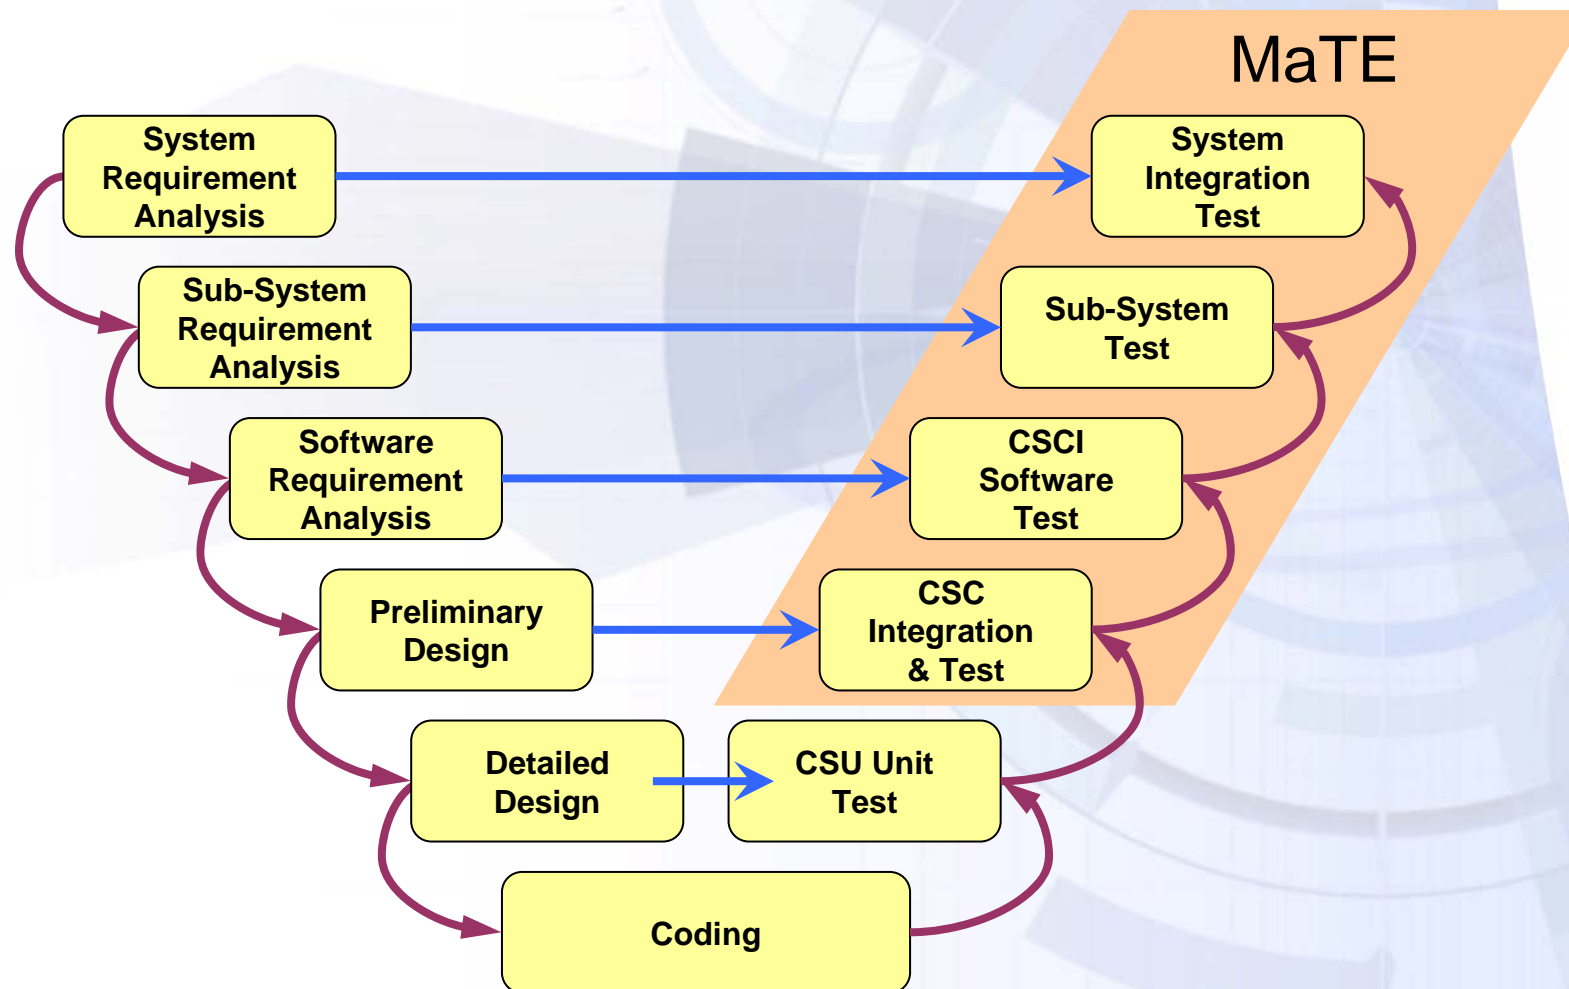 MaTE
System
Requirement
Analysis
System
Integration
Test
Sub-System
Requirement
Analysis
Sub-System
Test
Software
Requirement
Analysis
CSCI
Software
Test
Preliminary
Design
CSC
Integration
& Test
Detailed
Design
CSU Unit
Test
Coding